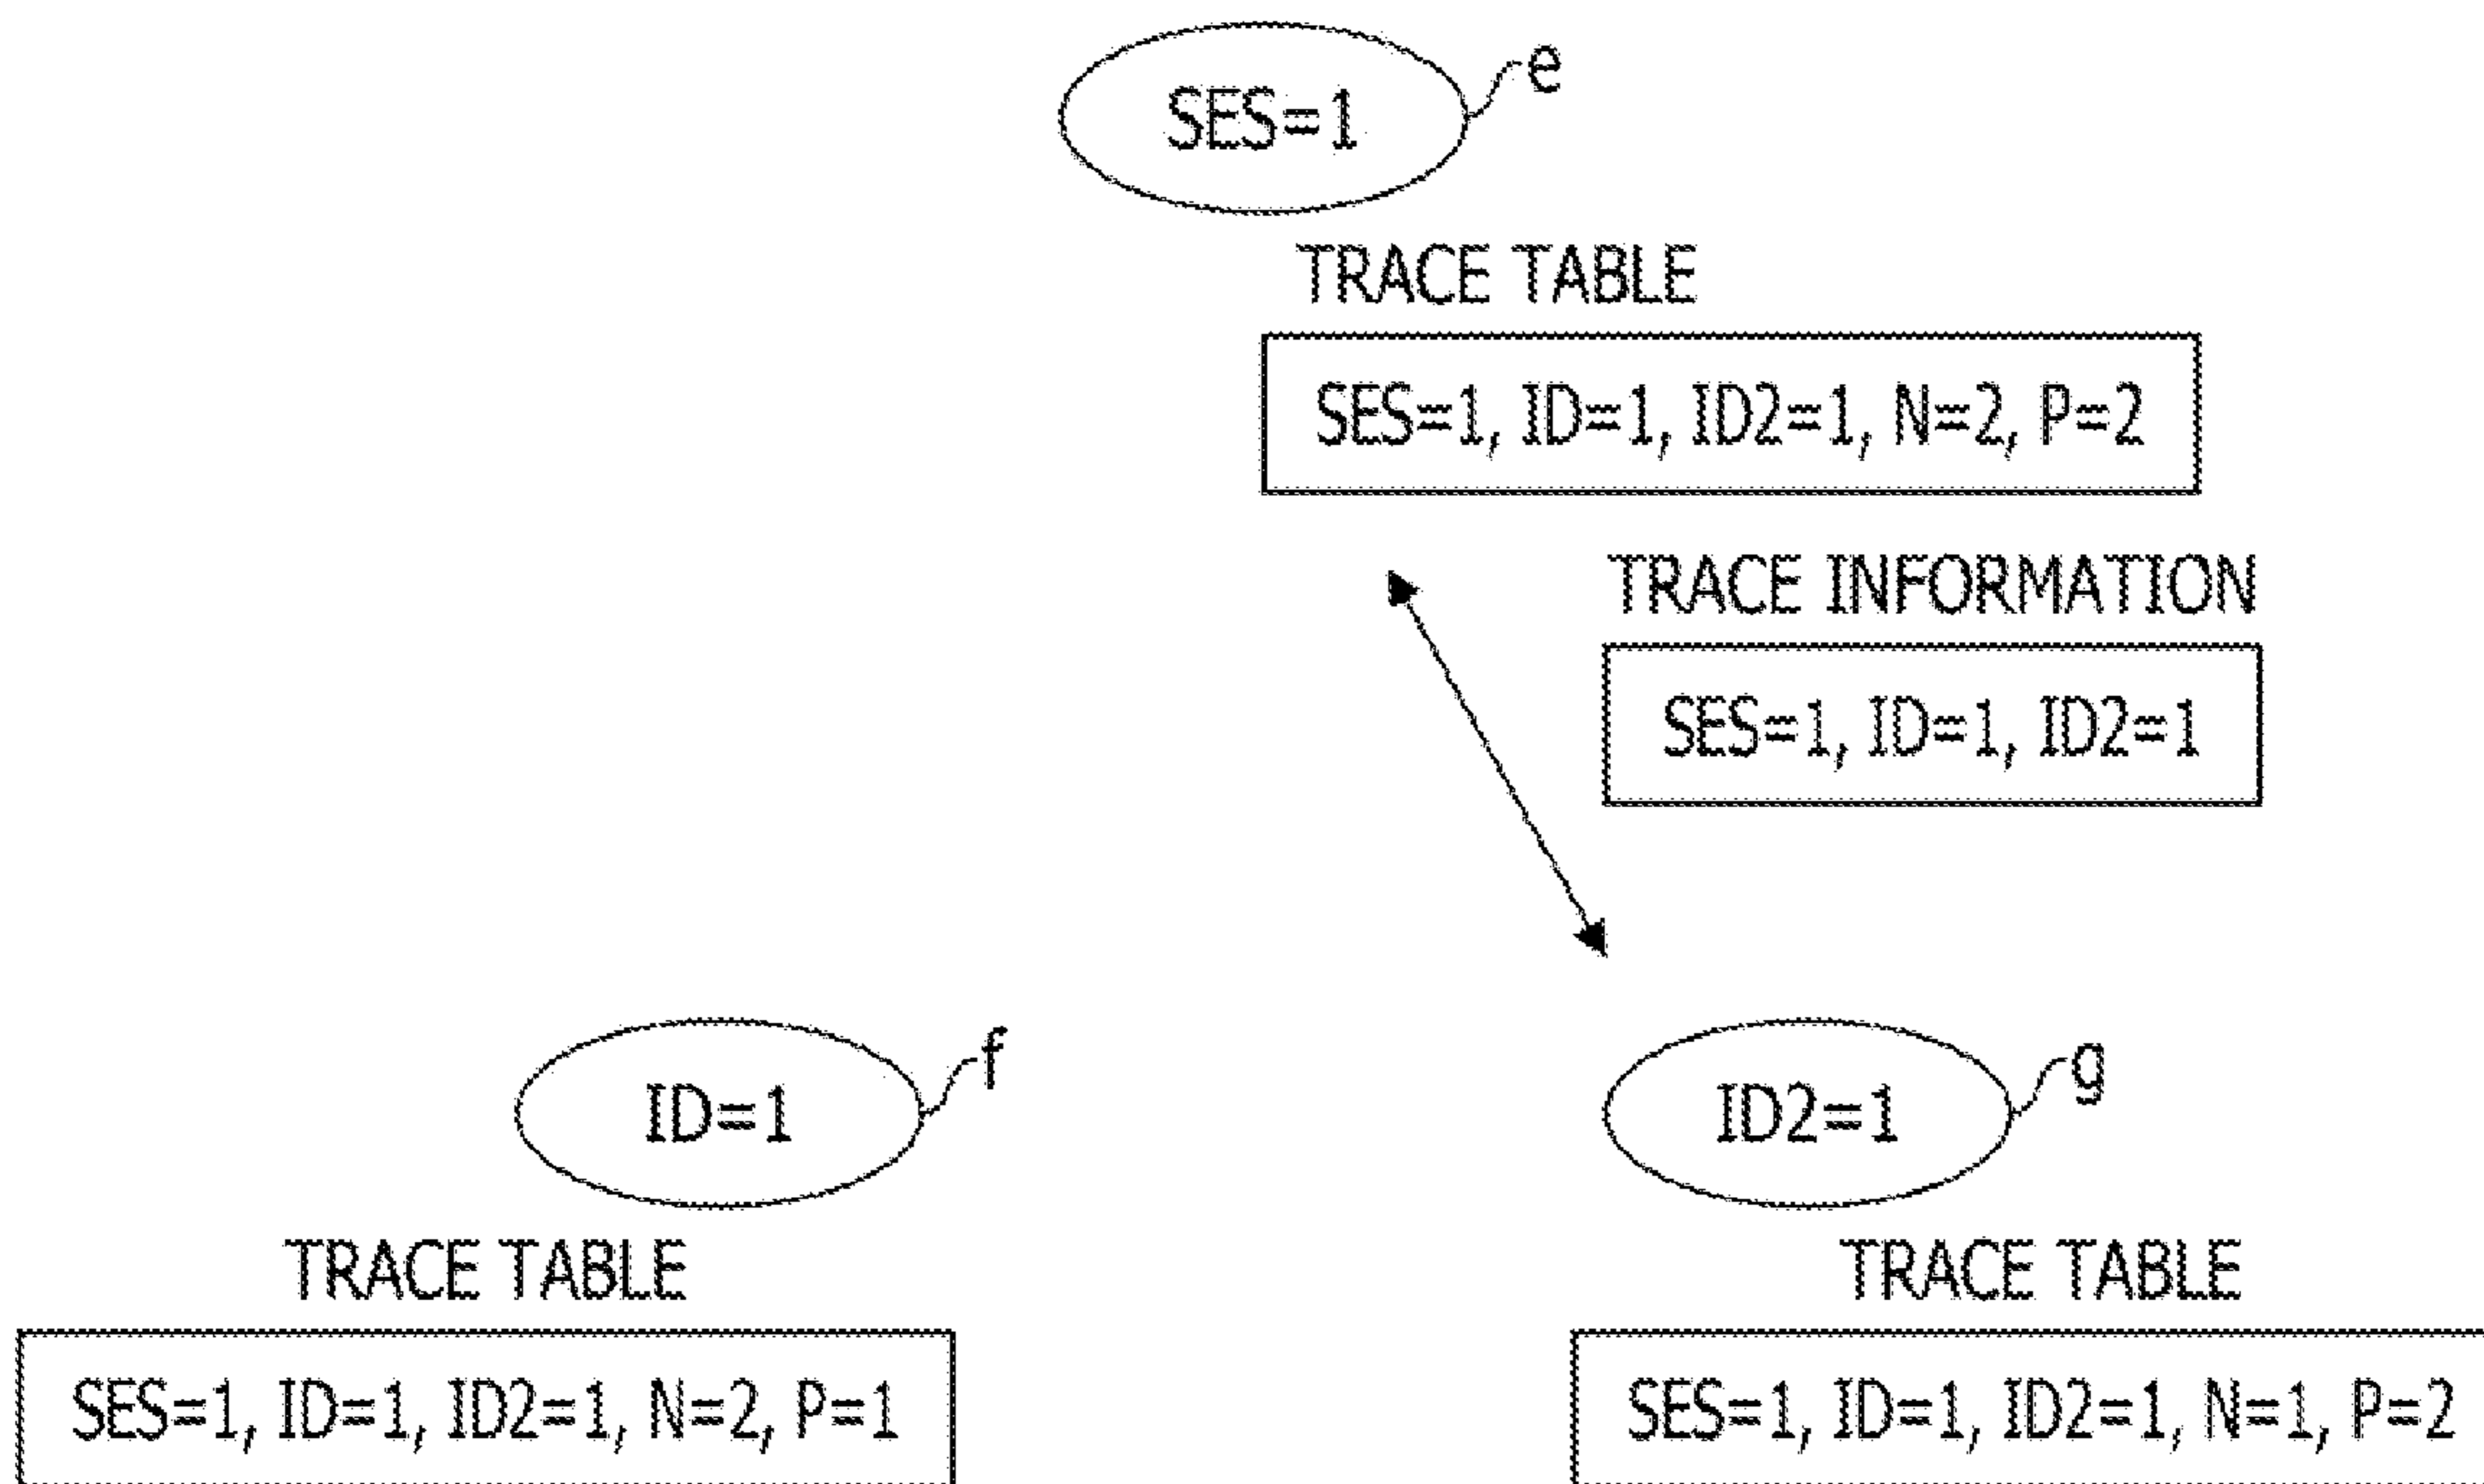 SES=1
e
TRACE TABLE
SES=1, ID=1, ID2=1, N=2, P=2
TRACE INFORMATION
SES=1, ID=1, ID2=1
ID=1
f
ID2=1
g
TRACE TABLE
SES=1, ID=1, ID2=1, N=2, P=1
TRACE TABLE
SES=1, ID=1, ID2=1, N=1, P=2